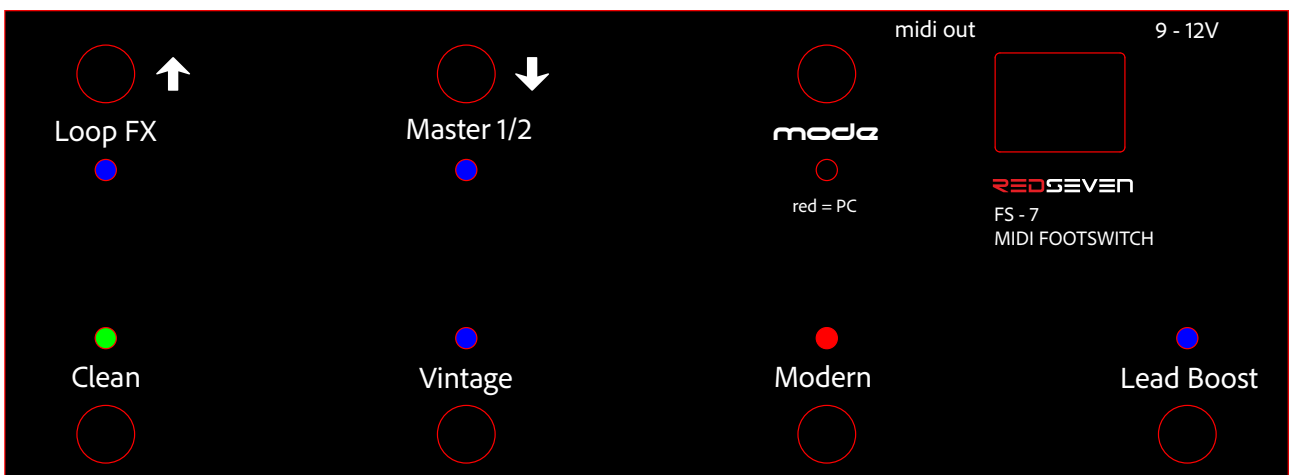 midi out
9 - 12V
Loop FX
Master 1/2
mode
red = PC
REDSEVEN
FS - 7
MIDI FOOTSWITCH
Clean
Vintage
Modern
Lead Boost